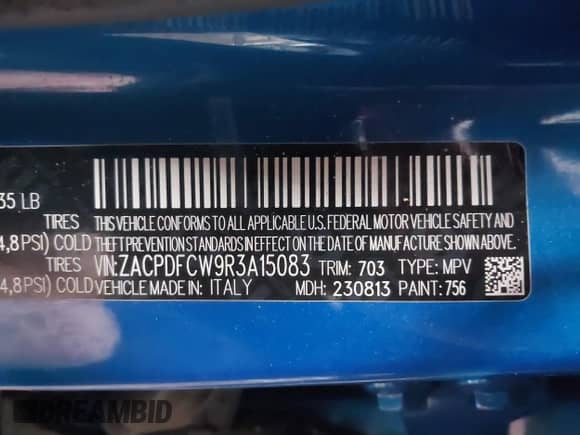 35 LB
TIRES THIS VEHICLE CONFORMS TO ALL APPLICABLE U.S. FEDERAL MOTOR VEHICLE SAFETY,
4,8 PSI) COLD BUMPER, AND THEFT PREVENTION STANDARDS IN EFFECT ON THE DATE OF MANUFACTURE SHOWN ABOVE.
TIRES VIN:ZACPDFCW9R3A15083 TRIM: 703 TYPE: MPV
4,8 PSI) COLD VEHICLE MADE IN: ITALY MDH: 230813 PAINT: 756
DREAMBID